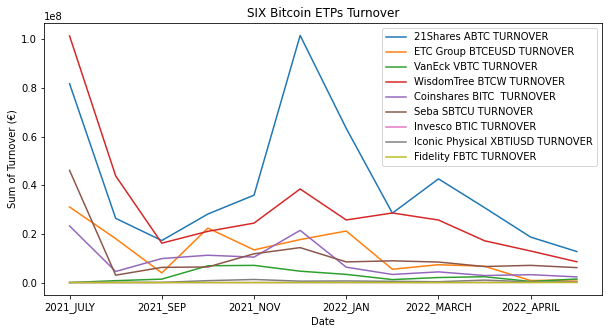 SIX Bitcoin ETPs Turnover
1e8
1.0
0.8
0.6
0.4
0.2
0.0
Sum of Turnover (€)
21Shares ABTC TURNOVER
ETC Group BTCEUSD TURNOVER
VanEck VBTC TURNOVER
WisdomTree BTCW TURNOVER
Coinshares BITC  TURNOVER
Seba SBTCU TURNOVER
Invesco BTIC TURNOVER
Iconic Physical XBTIUSD TURNOVER
Fidelity FBTC TURNOVER
2021_JULY 2021_SEP 2021_NOV 2022_JAN 2022_MARCH 2022_APRIL
Date